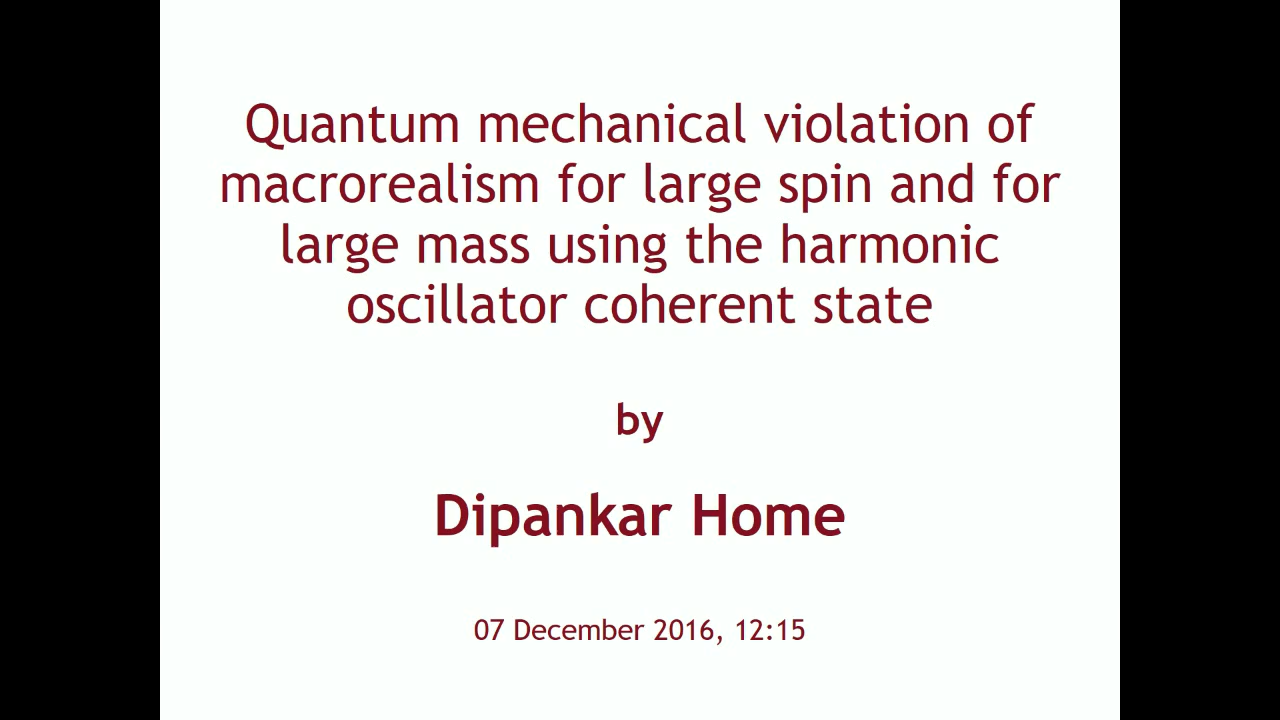 Quantum mechanical violation of
macrorealism for large spin and for
large mass using the harmonic
oscillator coherent state
by
Dipankar Home
07 December 2016, 12:15